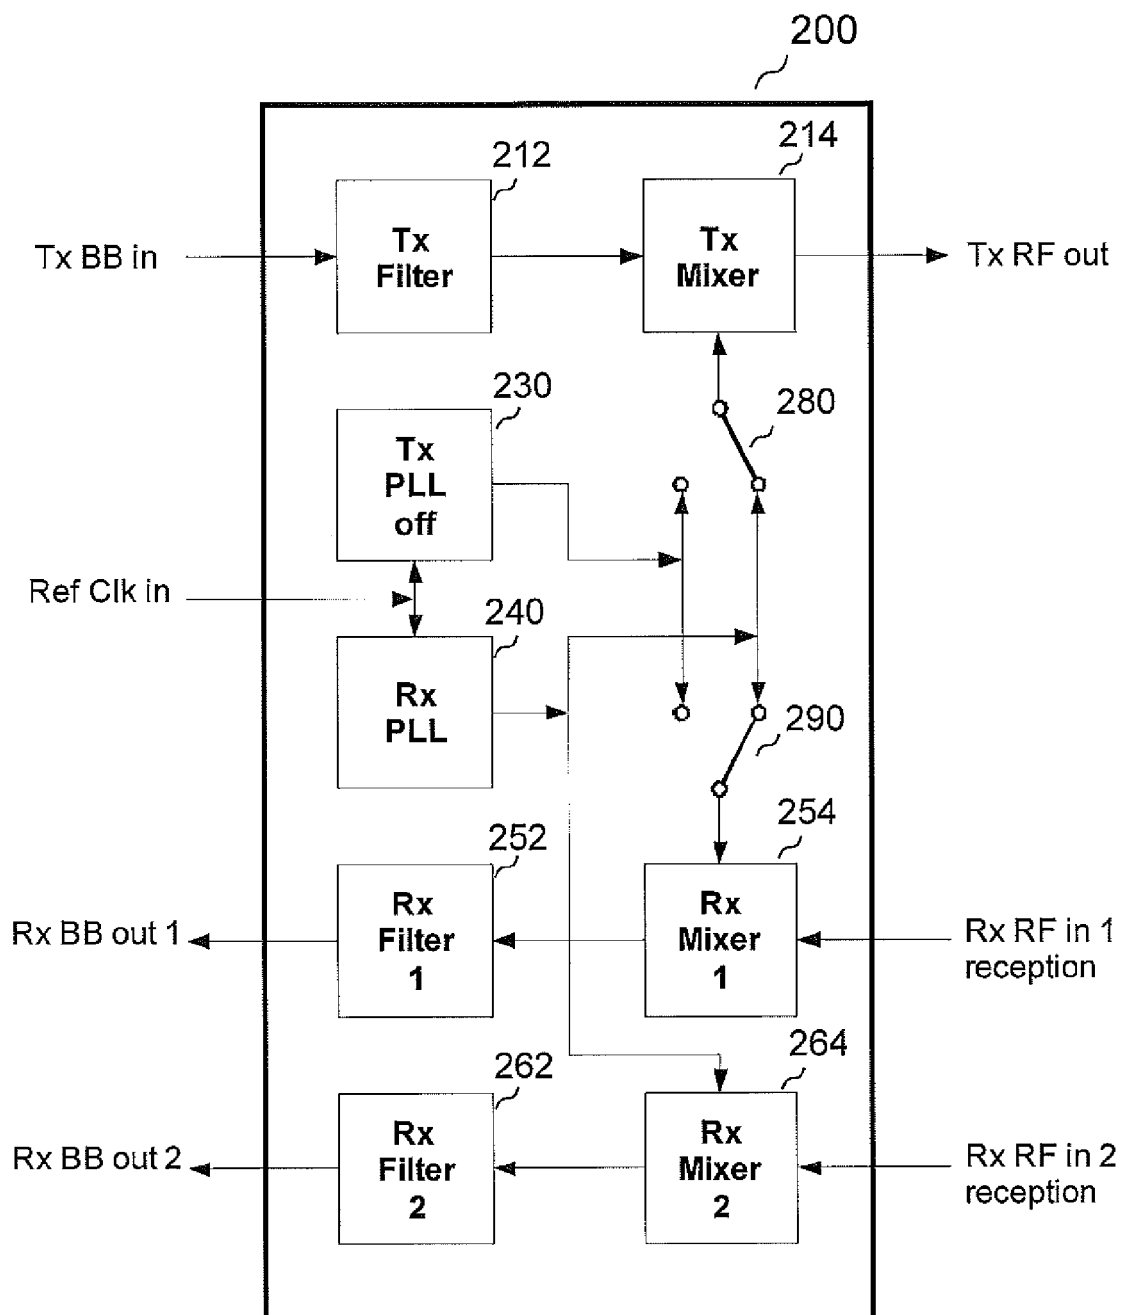 200
212
214
Tx BB in
Tx
Filter
Tx
Mixer
Tx RF out
230
280
Tx
PLL
off
Ref Clk in
240
Rx
PLL
290
252
254
Rx BB out 1
Rx
Filter
1
Rx
Mixer
1
Rx RF in 1
reception
262
264
Rx BB out 2
Rx
Filter
2
Rx
Mixer
2
Rx RF in 2
reception